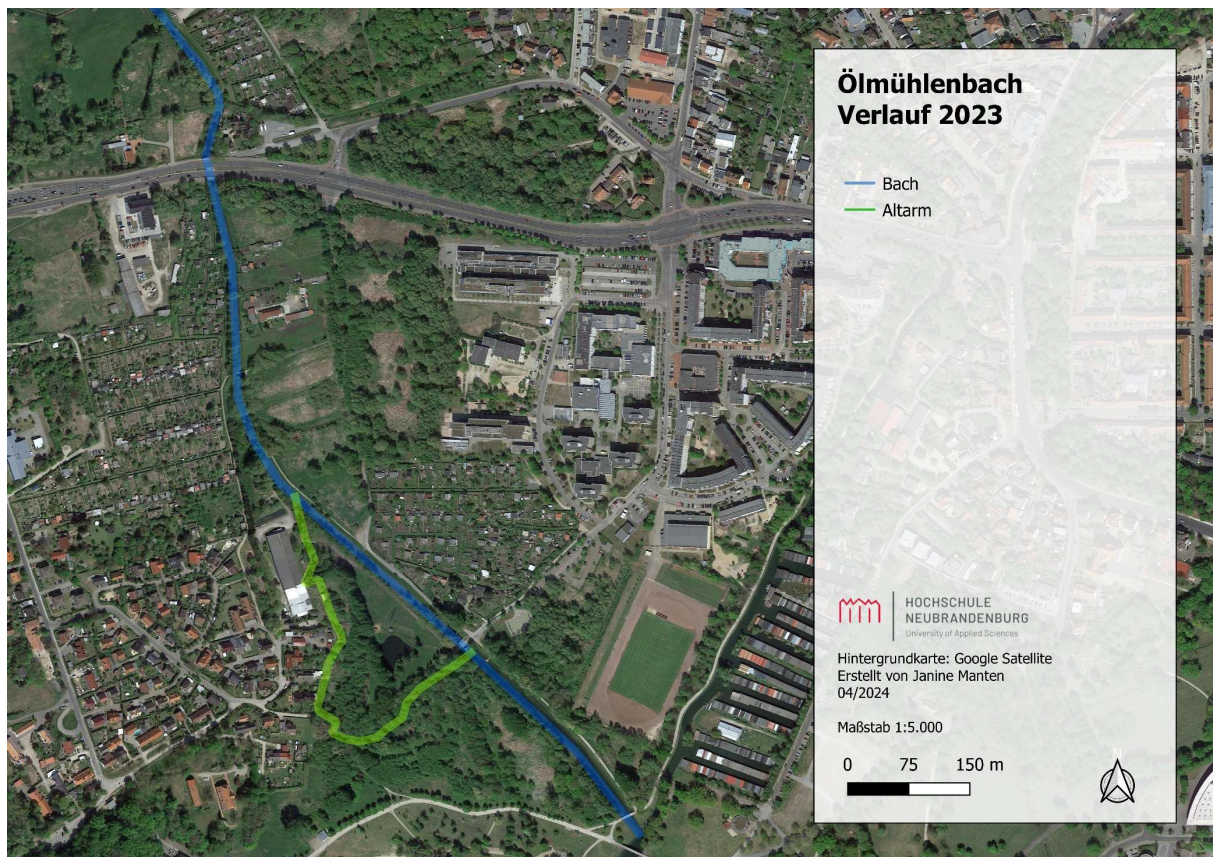 Ölmühlenbach
Verlauf 2023
Bach
Altarm
HOCHSCHULE
NEUBRANDENBURG
University of Applied Sciences
Hintergrundkarte: Google Satellite
Erstellt von Janine Manten
04/2024
Maßstab 1:5.000
0 75 150 m
N